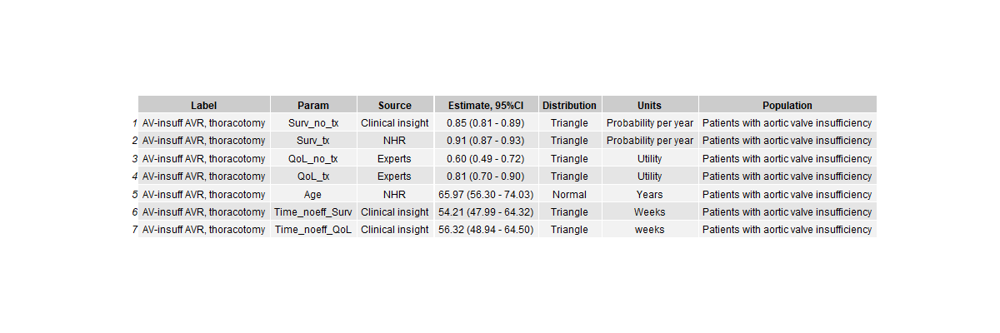 Label Param Source Estimate, 95%CI Distribution Units Population
1 AV-insuff AVR, thoracotomy Surv_no_tx Clinical insight 0.85 (0.81 - 0.89) Triangle Probability per year Patients with aortic valve insufficiency
2 AV-insuff AVR, thoracotomy Surv_tx NHR 0.91 (0.87 - 0.93) Triangle Probability per year Patients with aortic valve insufficiency
3 AV-insuff AVR, thoracotomy QoL_no_tx Experts 0.60 (0.49 - 0.72) Triangle Utility Patients with aortic valve insufficiency
4 AV-insuff AVR, thoracotomy QoL_tx Experts 0.81 (0.70 - 0.90) Triangle Utility Patients with aortic valve insufficiency
5 AV-insuff AVR, thoracotomy Age NHR 65.97 (56.30 - 74.03) Normal Years Patients with aortic valve insufficiency
6 AV-insuff AVR, thoracotomy Time_noeff_Surv Clinical insight 54.21 (47.99 - 64.32) Triangle Weeks Patients with aortic valve insufficiency
7 AV-insuff AVR, thoracotomy Time_noeff_QoL Clinical insight 56.32 (48.94 - 64.50) Triangle weeks Patients with aortic valve insufficiency